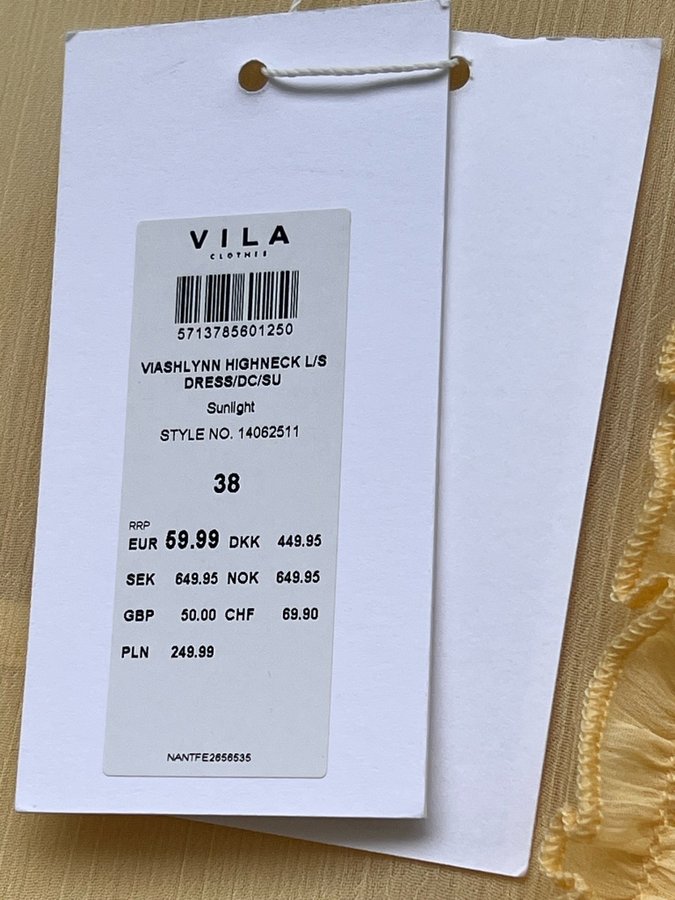 VILA
CLOTHES
5713785601250
VIASHLYNN HIGHNECK L/S
DRESS/DC/SU
Sunlight
STYLE NO. 14062511
38
RRP
EUR 59.99 DKK 449.95
SEK 649.95 NOK 649.95
GBP 50.00 CHF 69.90
PLN 249.99
NANTFE2656535